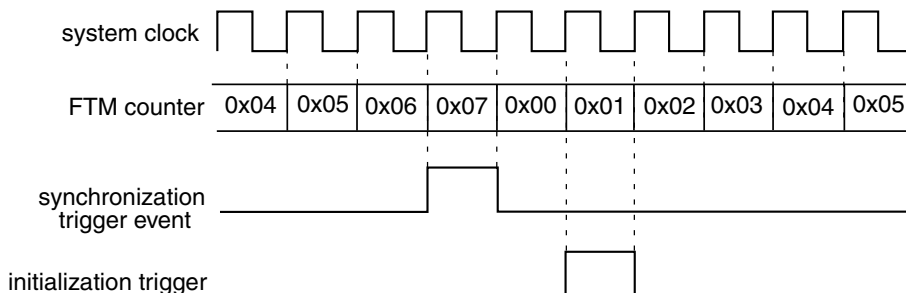 system clock
FTM counter 0x04 0x05 0x06 0x07 0x00 0x01 0x02 0x03 0x04 0x05
synchronization
trigger event
initialization trigger